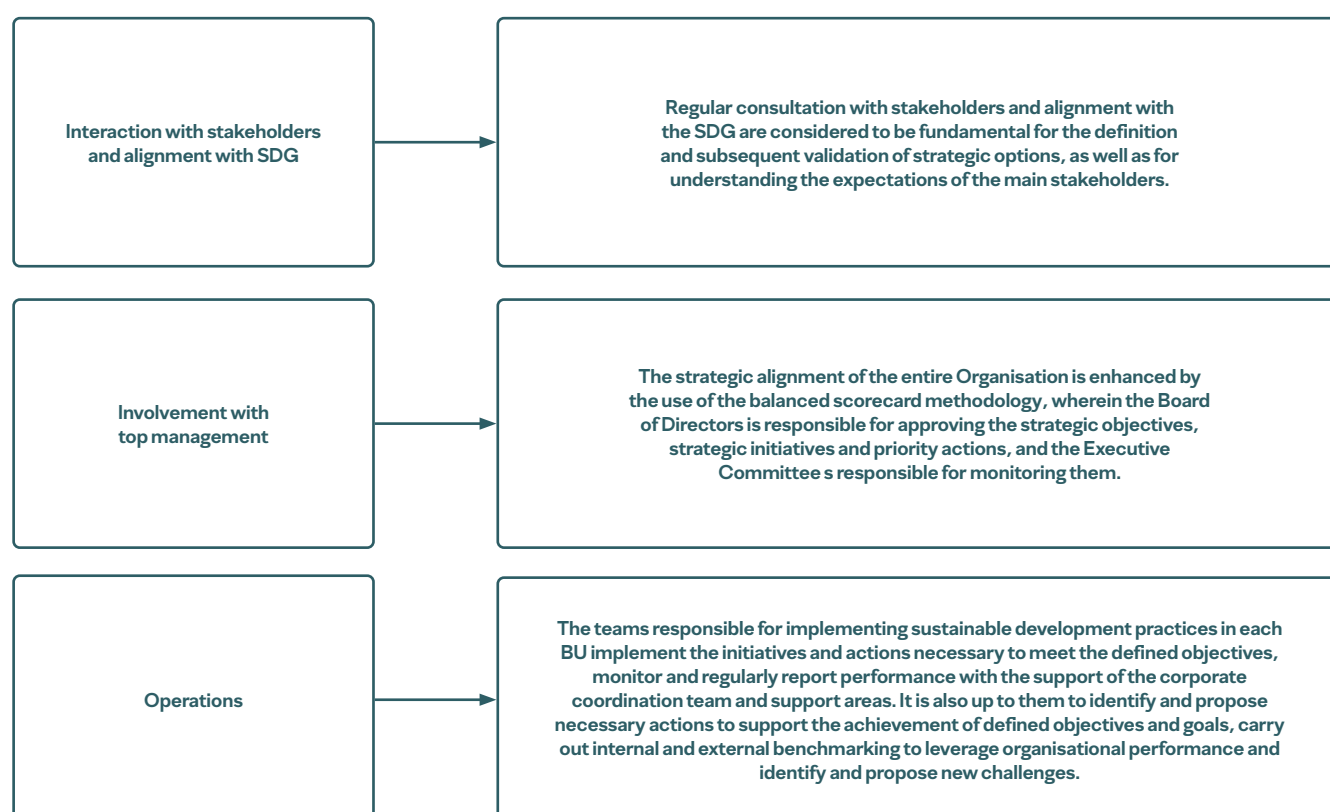 Interaction with stakeholders
and alignment with SDG
Regular consultation with stakeholders and alignment with
the SDG are considered to be fundamental for the definition
and subsequent validation of strategic options, as well as for
understanding the expectations of the main stakeholders.
Involvement with
top management
The strategic alignment of the entire Organisation is enhanced by
the use of the balanced scorecard methodology, wherein the Board
of Directors is responsible for approving the strategic objectives,
strategic initiatives and priority actions, and the Executive
Committee s responsible for monitoring them.
Operations
The teams responsible for implementing sustainable development practices in each
BU implement the initiatives and actions necessary to meet the defined objectives,
monitor and regularly report performance with the support of the corporate
coordination team and support areas. It is also up to them to identify and propose
necessary actions to support the achievement of defined objectives and goals, carry
out internal and external benchmarking to leverage organisational performance and
identify and propose new challenges.